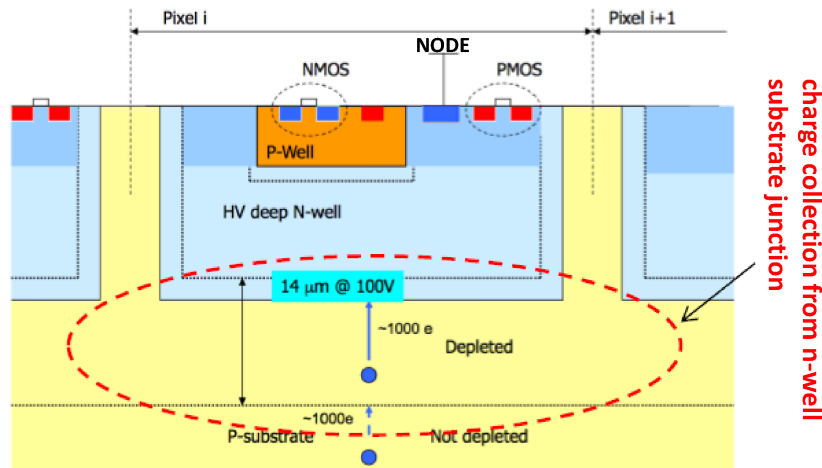 Pixel i
Pixel i+1
NODE
NMOS
PMOS
P-Well
HV deep N-well
14 μm @ 100V
~1000 e
Depleted
~1000e
P-substrate
Not depleted
charge collection from n-well
substrate junction